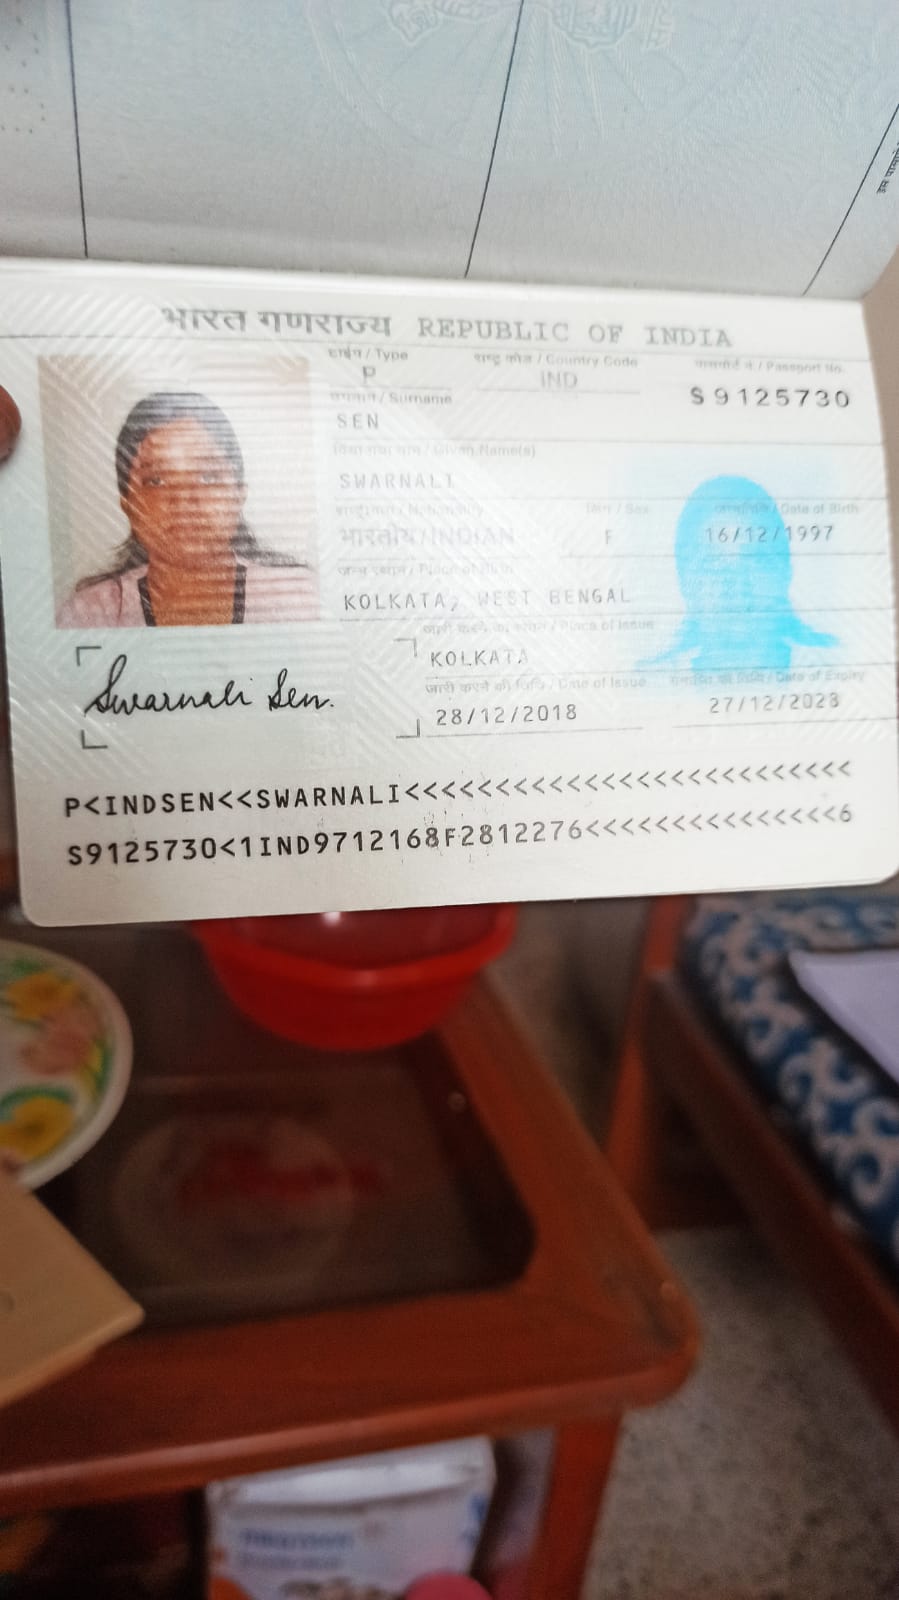 भारत गणराज्य REPUBLIC OF INDIA
टाईप / Type राष्ट्र कोड / Country Code पासपोर्ट नं. / Passport No.
P IND S9125730
उपनाम / Surname
SEN
दिया गया नाम / Given Name(s)
SWARNALI
राष्ट्रीयता / Nationality लिंग / Sex जन्मतिथि / Date of Birth
भारतीय/INDIAN F 16/12/1997
जन्म स्थान / Place of Birth
KOLKATA, WEST BENGAL
जारी करने का स्थान / Place of Issue
KOLKATA
जारी करने की तिथि / Date of Issue समाप्ति की तिथि / Date of Expiry
28/12/2018 27/12/2028
Swarnali Sen.
P<INDSEN<<SWARNALI<<<<<<<<<<<<<<<<<<<<<<<<<<
S9125730<1IND9712168F2812276<<<<<<<<<<<<<<<6